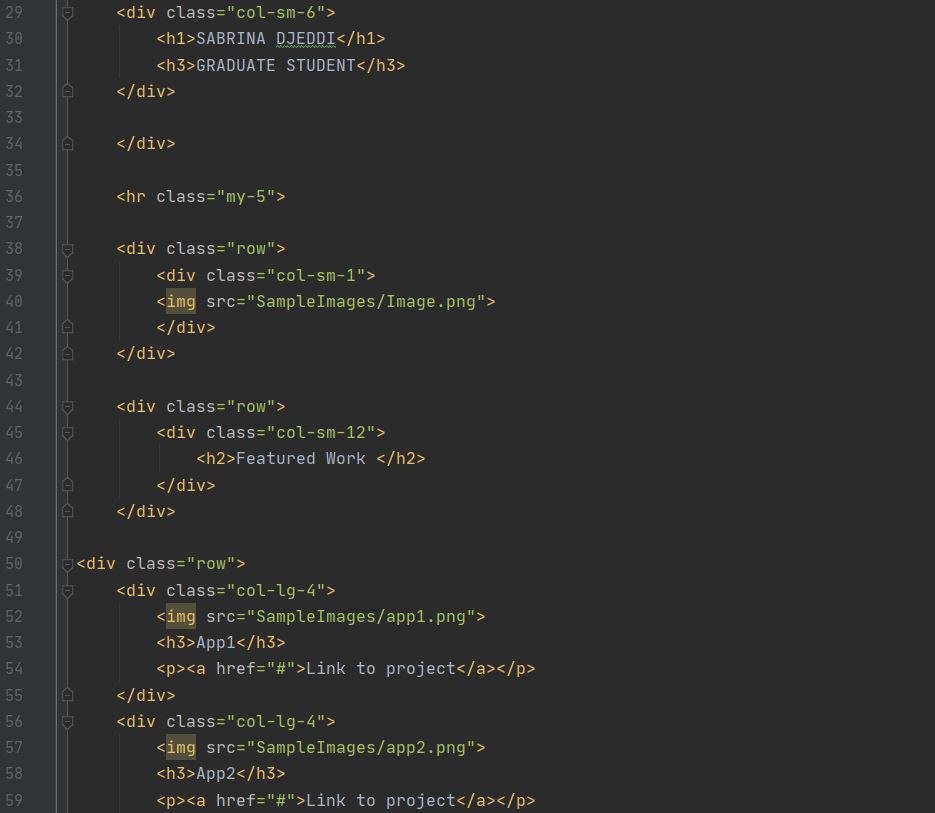 29 <div class="col-sm-6">
30 <h1>SABRINA DJEDDI</h1>
31 <h3>GRADUATE STUDENT</h3>
32 </div>
33
34 </div>
35
36 <hr class="my-5">
37
38 <div class="row">
39 <div class="col-sm-1">
40 <img src="SampleImages/Image.png">
41 </div>
42 </div>
43
44 <div class="row">
45 <div class="col-sm-12">
46 <h2>Featured Work </h2>
47 </div>
48 </div>
49
50 <div class="row">
51 <div class="col-lg-4">
52 <img src="SampleImages/app1.png">
53 <h3>App1</h3>
54 <p><a href="#">Link to project</a></p>
55 </div>
56 <div class="col-lg-4">
57 <img src="SampleImages/app2.png">
58 <h3>App2</h3>
59 <p><a href="#">Link to project</a></p>